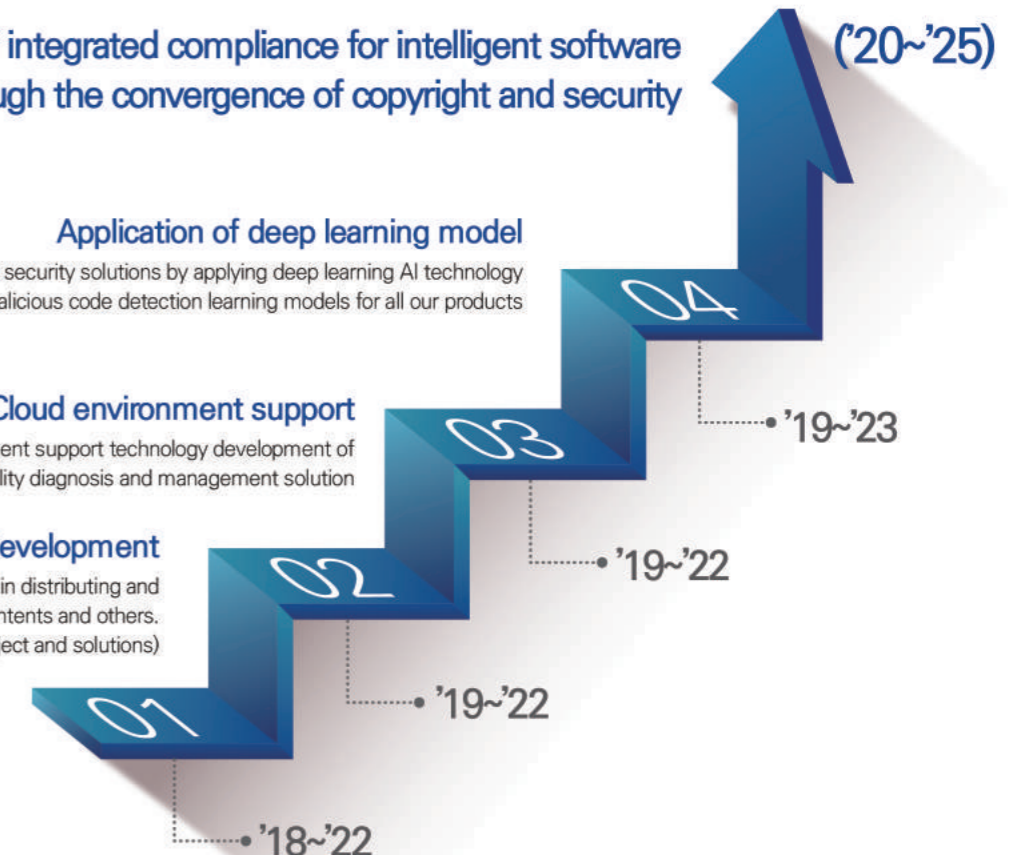 integrated compliance for intelligent software
ugh the convergence of copyright and security
('20~'25)
Application of deep learning model
security solutions by applying deep learning AI technology
alicious code detection learning models for all our products
04
'19~'23
Cloud environment support
ent support technology development of
lity diagnosis and management solution
03
'19~'22
evelopment
in distributing and
ntents and others.
ject and solutions)
02
'19~'22
01
'18~'22